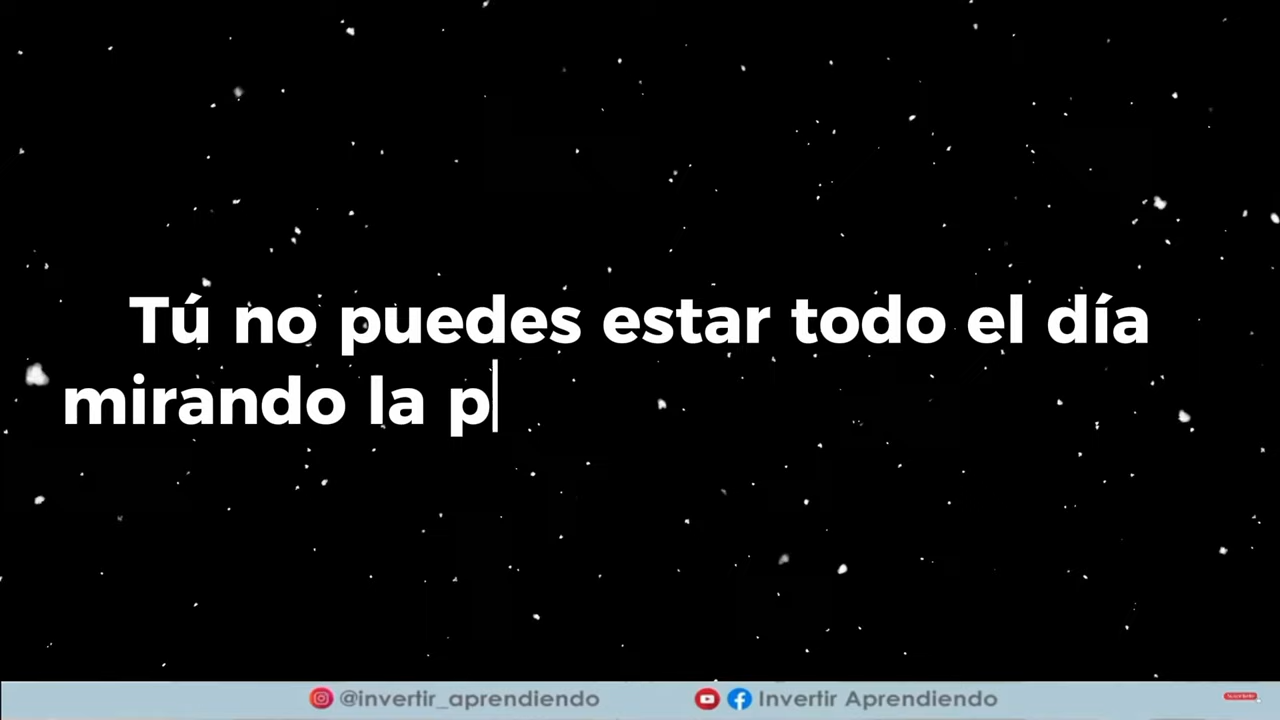 Tú no puedes estar todo el día
mirando la p
@invertir_aprendiendo
Invertir Aprendiendo